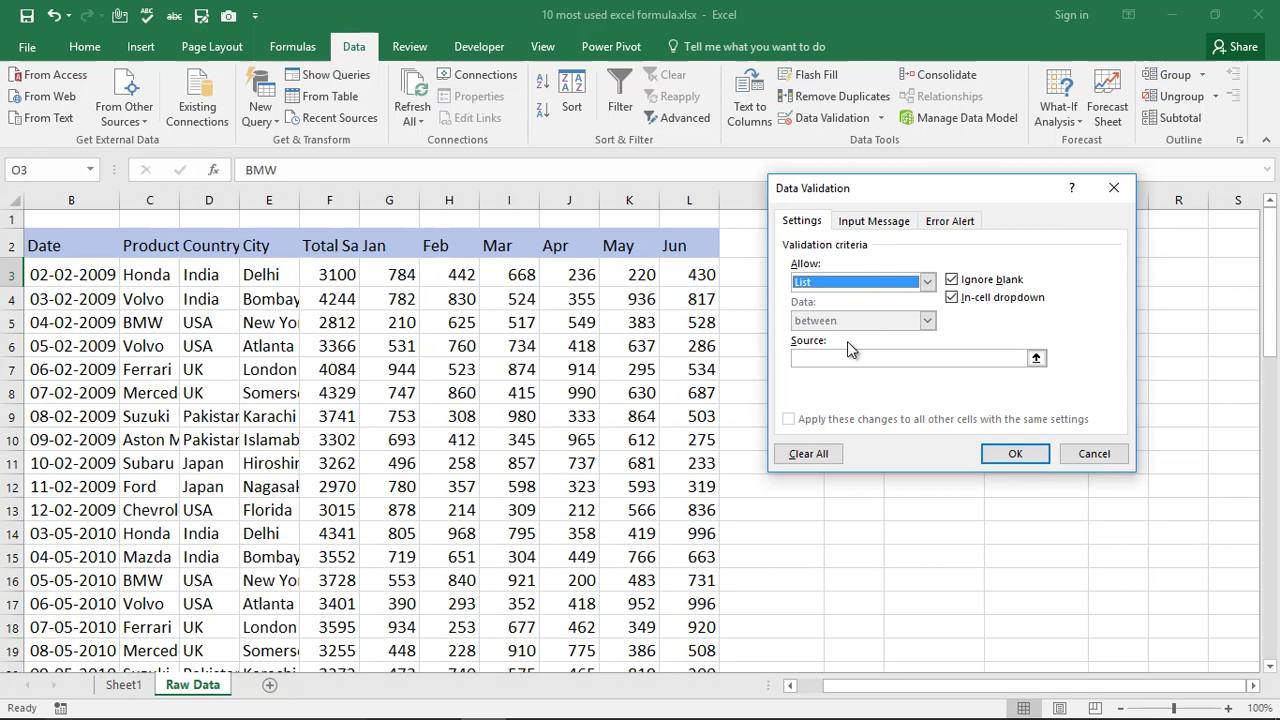 10 most used excel formula.xlsx - Excel
Sign in
File Home Insert Page Layout Formulas Data Review Developer View Power Pivot Tell me what you want to do Share
From Access
From Web
From Text
From Other Sources
Existing Connections
Get External Data
New Query
Show Queries
From Table
Recent Sources
Get & Transform
Refresh All
Connections
Properties
Edit Links
Connections
Sort
Filter
Clear
Reapply
Advanced
Sort & Filter
Text to Columns
Flash Fill
Remove Duplicates
Data Validation
Consolidate
Relationships
Manage Data Model
Data Tools
What-If Analysis
Forecast Sheet
Forecast
Group
Ungroup
Subtotal
Outline
O3 fx BMW
B C D E F G H I J K L R S
1
2 Date Product Country City Total Sa Jan Feb Mar Apr May Jun
3 02-02-2009 Honda India Delhi 3100 784 442 668 236 220 430
4 03-02-2009 Volvo India Bombay 4244 782 830 524 355 936 817
5 04-02-2009 BMW USA New Yo 2812 210 625 517 549 383 528
6 05-02-2009 Volvo USA Atlanta 3366 531 760 734 418 637 286
7 06-02-2009 Ferrari UK London 4084 944 523 874 914 295 534
8 07-02-2009 Merced UK Somers 4329 747 860 415 990 630 687
9 08-02-2009 Suzuki Pakistan Karachi 3741 753 308 980 333 864 503
10 09-02-2009 Aston M Pakistan Islamab 3302 693 412 345 965 612 275
11 10-02-2009 Subaru Japan Hiroshi 3262 496 258 857 737 681 233
12 11-02-2009 Ford Japan Nagasak 2970 780 357 598 323 593 319
13 12-02-2009 Chevrol USA Florida 3015 878 214 309 212 566 836
14 03-05-2010 Honda India Delhi 4341 805 968 795 358 419 996
15 04-05-2010 Mazda India Bombay 3552 719 651 304 449 766 663
16 05-05-2010 BMW USA New Yo 3728 553 840 921 200 483 731
17 06-05-2010 Volvo USA Atlanta 3401 390 293 352 418 952 996
18 07-05-2010 Ferrari UK London 3595 934 253 677 462 349 920
19 08-05-2010 Merced UK Somers 3255 448 228 938 775 386 508
Data Validation ?
Settings Input Message Error Alert
Validation criteria
Allow:
List Ignore blank
Data: In-cell dropdown
between
Source:
Apply these changes to all other cells with the same settings
Clear All OK Cancel
Sheet1 Raw Data
Ready 100%